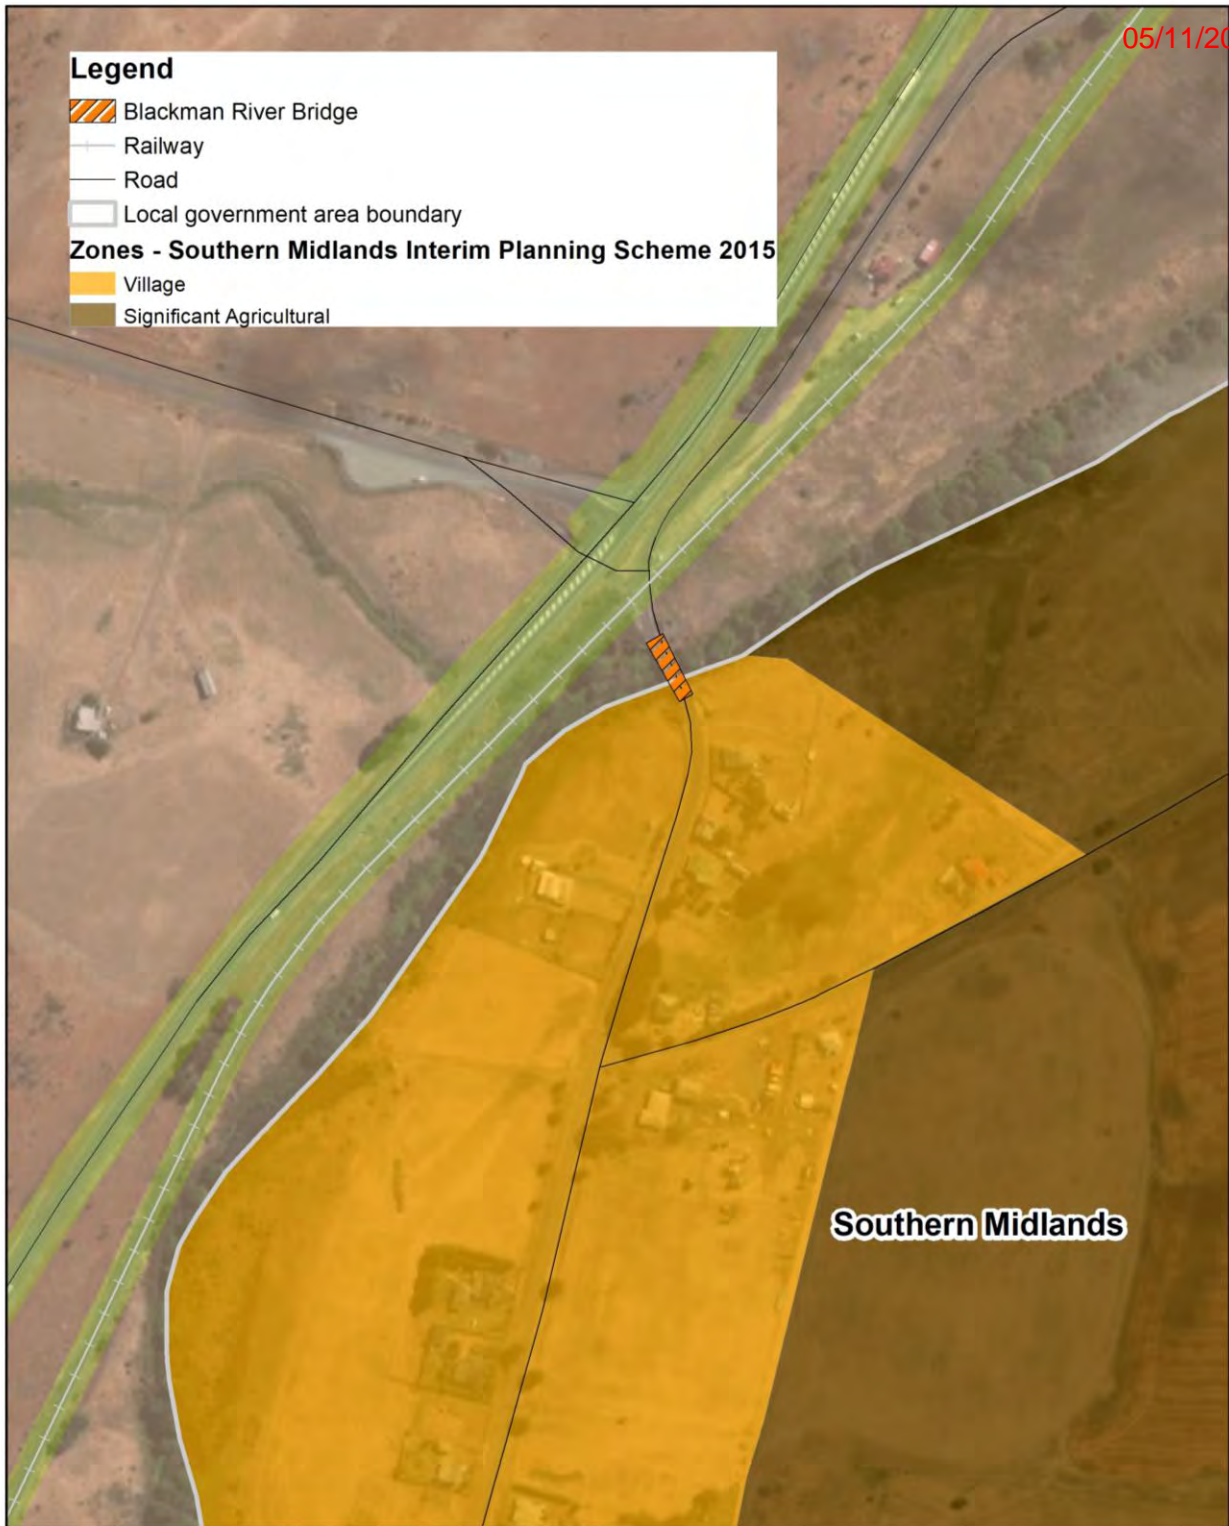 05/11/20
Legend
Blackman River Bridge
Railway
Road
Local government area boundary
Zones - Southern Midlands Interim Planning Scheme 2015
Village
Significant Agricultural
Southern Midlands